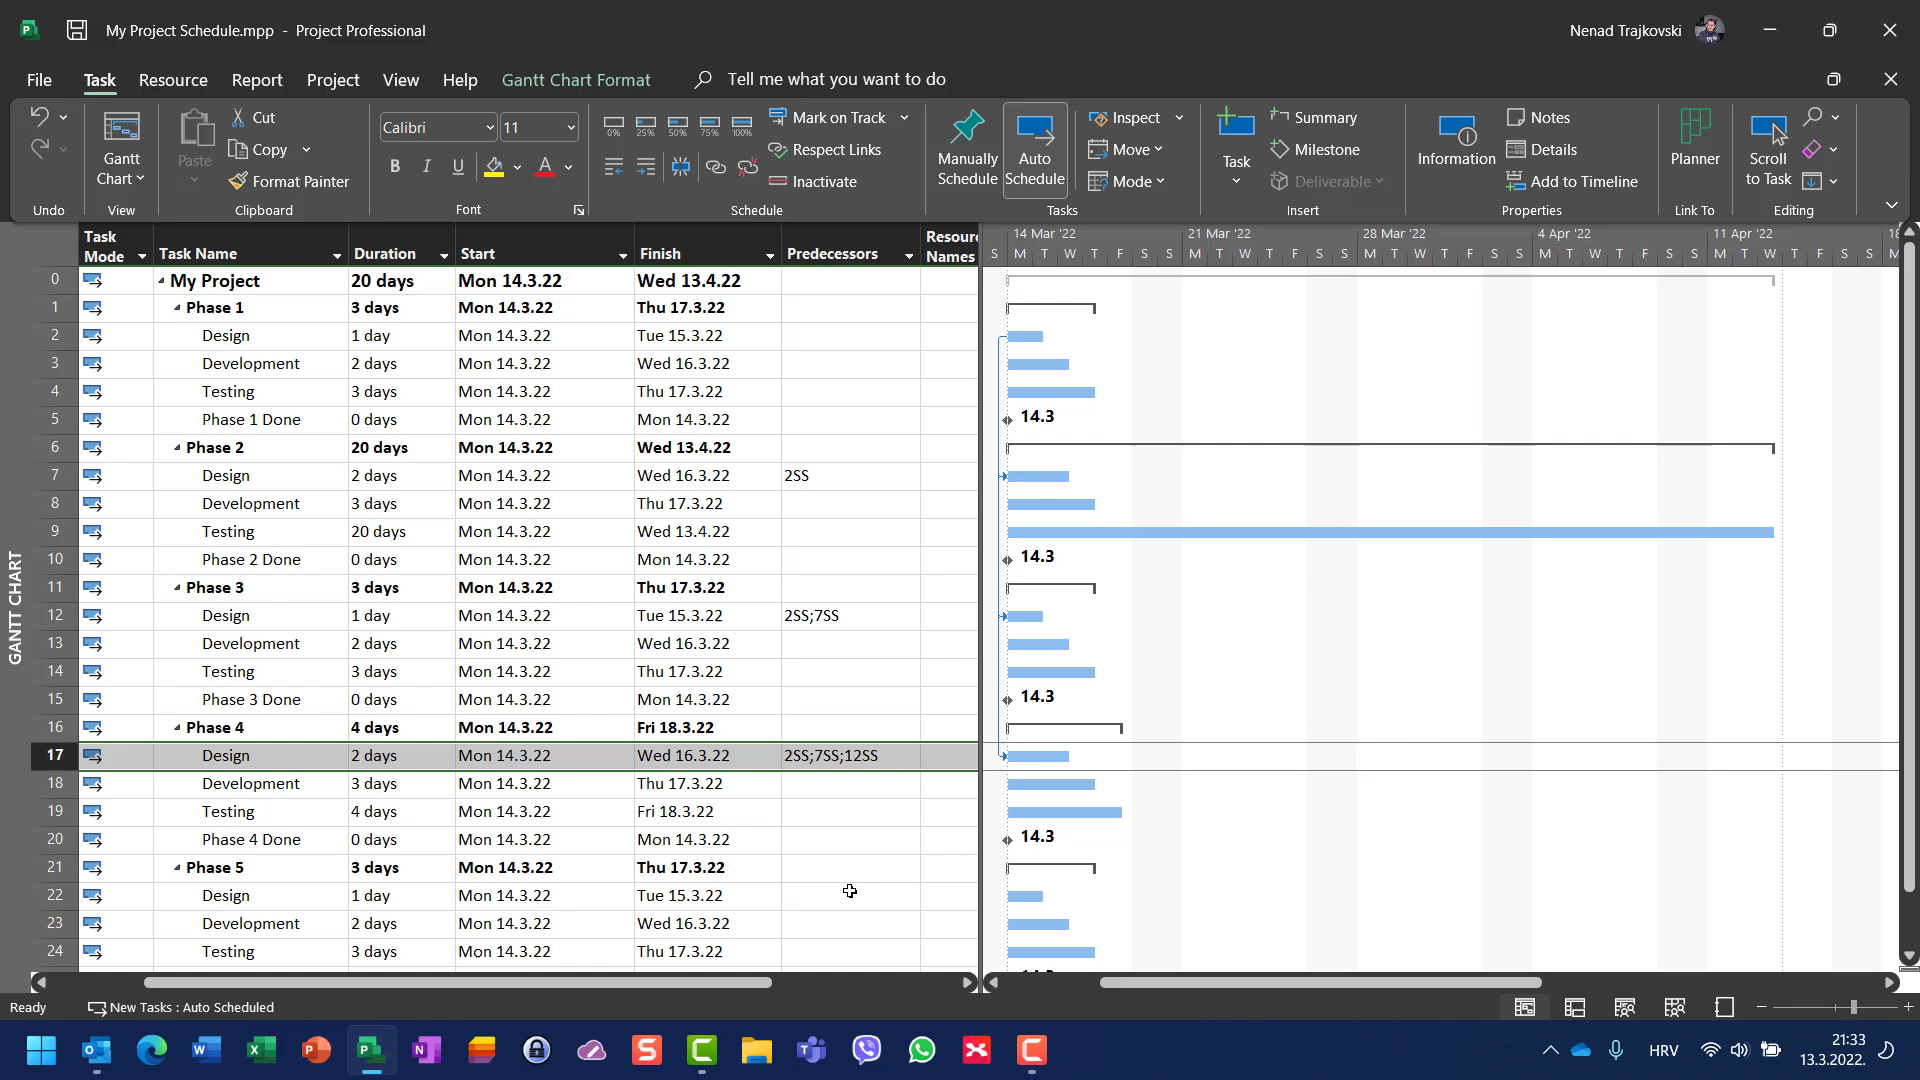 My Project Schedule.mpp - Project Professional
Nenad Trajkovski
File Task Resource Report Project View Help Gantt Chart Format Tell me what you want to do
Undo
Gantt Chart
View
Paste
Cut
Copy
Format Painter
Clipboard
Calibri 11
B I U A
Font
0% 25% 50% 75% 100%
Mark on Track
Respect Links
Inactivate
Schedule
Manually Schedule
Auto Schedule
Inspect
Move
Mode
Tasks
Task
Summary
Milestone
Deliverable
Insert
Information
Notes
Details
Add to Timeline
Properties
Planner
Link To
Scroll to Task
Editing
GANTT CHART
Task Mode Task Name Duration Start Finish Predecessors Resour Names
14 Mar '22 21 Mar '22 28 Mar '22 4 Apr '22 11 Apr '22 18
S M T W T F S S M T W T F S S M T W T F S S M T W T F S S M T W T F S S M
0 My Project 20 days Mon 14.3.22 Wed 13.4.22
1 Phase 1 3 days Mon 14.3.22 Thu 17.3.22
2 Design 1 day Mon 14.3.22 Tue 15.3.22
3 Development 2 days Mon 14.3.22 Wed 16.3.22
4 Testing 3 days Mon 14.3.22 Thu 17.3.22
5 Phase 1 Done 0 days Mon 14.3.22 Mon 14.3.22 14.3
6 Phase 2 20 days Mon 14.3.22 Wed 13.4.22
7 Design 2 days Mon 14.3.22 Wed 16.3.22 2SS
8 Development 3 days Mon 14.3.22 Thu 17.3.22
9 Testing 20 days Mon 14.3.22 Wed 13.4.22
10 Phase 2 Done 0 days Mon 14.3.22 Mon 14.3.22 14.3
11 Phase 3 3 days Mon 14.3.22 Thu 17.3.22
12 Design 1 day Mon 14.3.22 Tue 15.3.22 2SS;7SS
13 Development 2 days Mon 14.3.22 Wed 16.3.22
14 Testing 3 days Mon 14.3.22 Thu 17.3.22
15 Phase 3 Done 0 days Mon 14.3.22 Mon 14.3.22 14.3
16 Phase 4 4 days Mon 14.3.22 Fri 18.3.22
17 Design 2 days Mon 14.3.22 Wed 16.3.22 2SS;7SS;12SS
18 Development 3 days Mon 14.3.22 Thu 17.3.22
19 Testing 4 days Mon 14.3.22 Fri 18.3.22
20 Phase 4 Done 0 days Mon 14.3.22 Mon 14.3.22 14.3
21 Phase 5 3 days Mon 14.3.22 Thu 17.3.22
22 Design 1 day Mon 14.3.22 Tue 15.3.22
23 Development 2 days Mon 14.3.22 Wed 16.3.22
24 Testing 3 days Mon 14.3.22 Thu 17.3.22
Ready New Tasks : Auto Scheduled
HRV
21:33
13.3.2022.